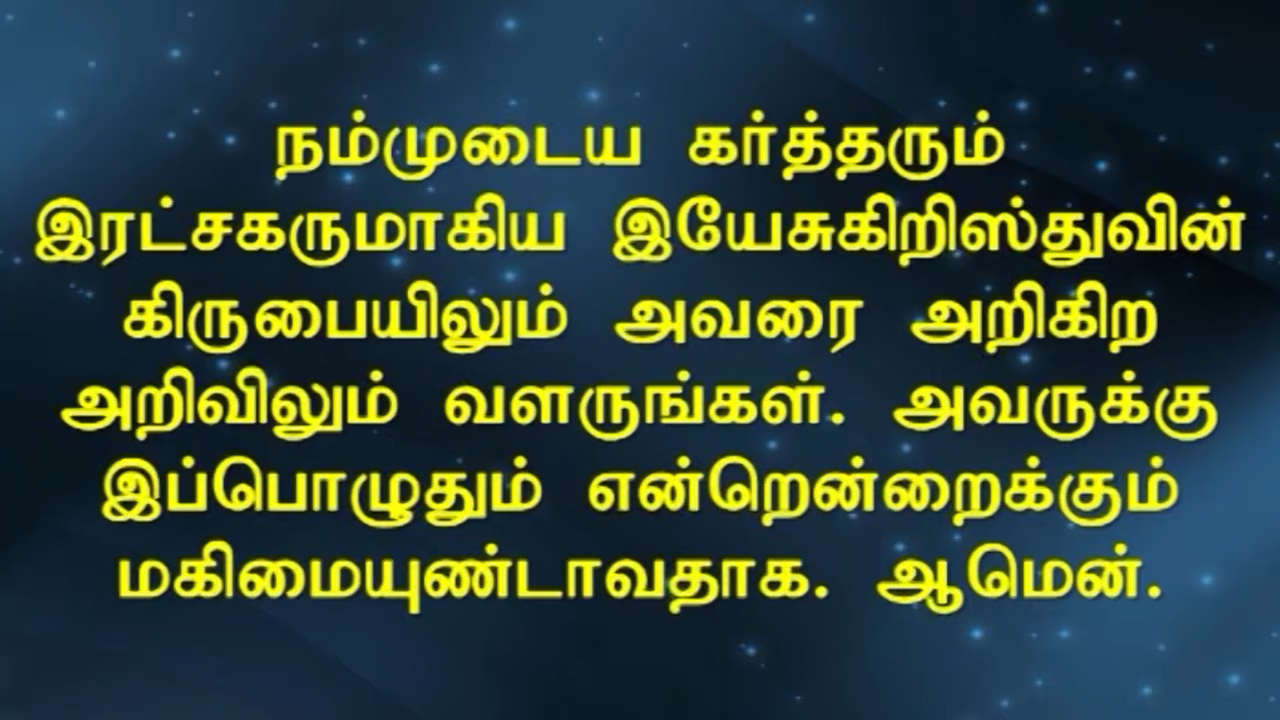 நம்முடைய கர்த்தரும்
இரட்சகருமாகிய இயேசுகிறிஸ்துவின்
கிருபையிலும் அவரை அறிகிற
அறிவிலும் வளருங்கள். அவருக்கு
இப்பொழுதும் என்றென்றைக்கும்
மகிமையுண்டாவதாக. ஆமென்.